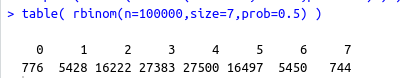 > table( rbinom(n=100000,size=7,prob=0.5) )
0 1 2 3 4 5 6 7
776 5428 16222 27383 27500 16497 5450 744